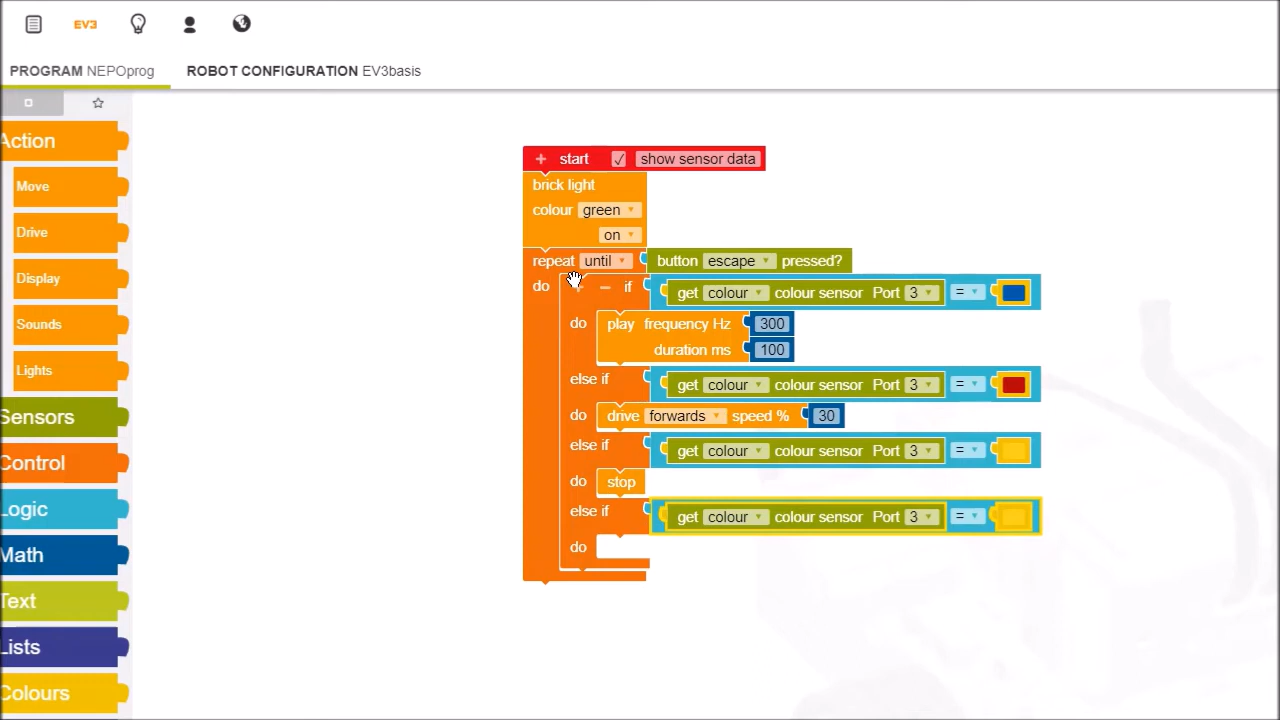 EV3
PROGRAM NEPOprog
ROBOT CONFIGURATION EV3basis
Action
Move
Drive
Display
Sounds
Lights
Sensors
Control
Logic
Math
Text
Lists
Colours
+ start ✓ show sensor data
brick light
colour green
on
repeat until button escape pressed?
do if get colour colour sensor Port 3 =
do play frequency Hz 300
duration ms 100
else if get colour colour sensor Port 3 =
do drive forwards speed % 30
else if get colour colour sensor Port 3 =
do stop
else if get colour colour sensor Port 3 =
do